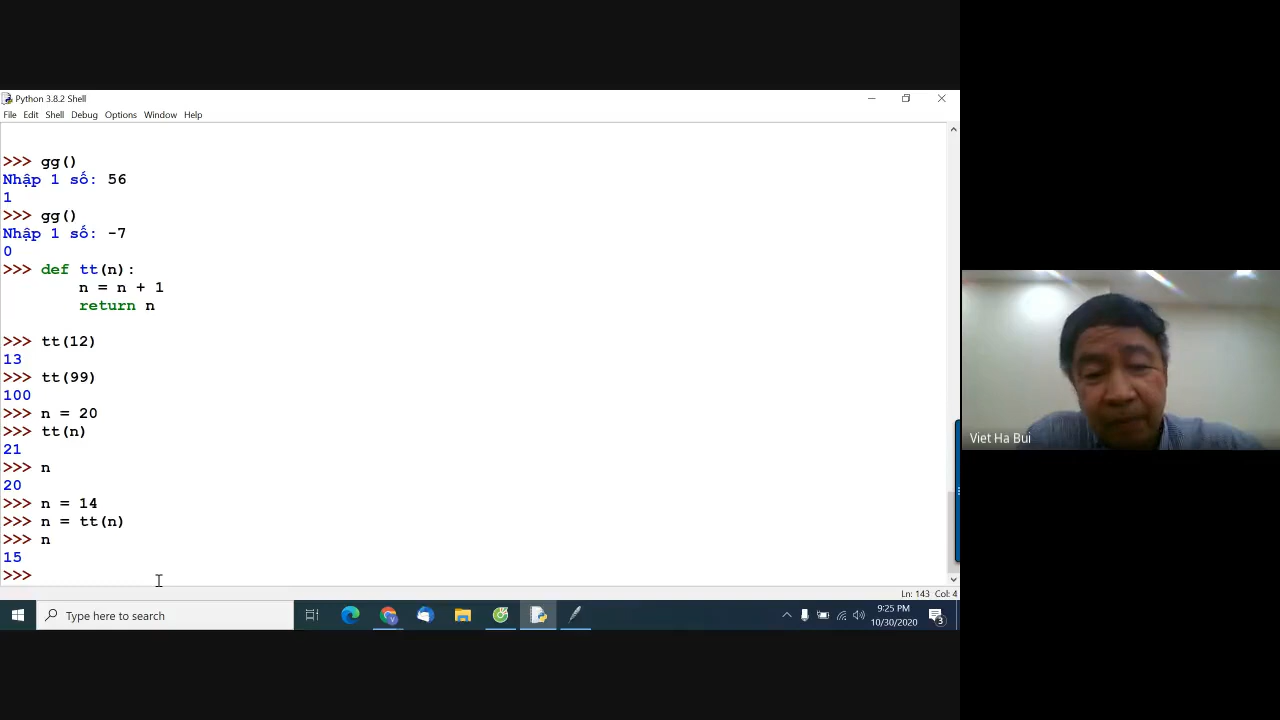 Python 3.8.2 Shell
File Edit Shell Debug Options Window Help
>>> gg()
Nhập 1 số: 56
1
>>> gg()
Nhập 1 số: -7
0
>>> def tt(n):
        n = n + 1
        return n
>>> tt(12)
13
>>> tt(99)
100
>>> n = 20
>>> tt(n)
21
>>> n
20
>>> n = 14
>>> n = tt(n)
>>> n
15
>>>
Ln: 143 Col: 4
Type here to search
9:25 PM
10/30/2020
3
Viet Ha Bui